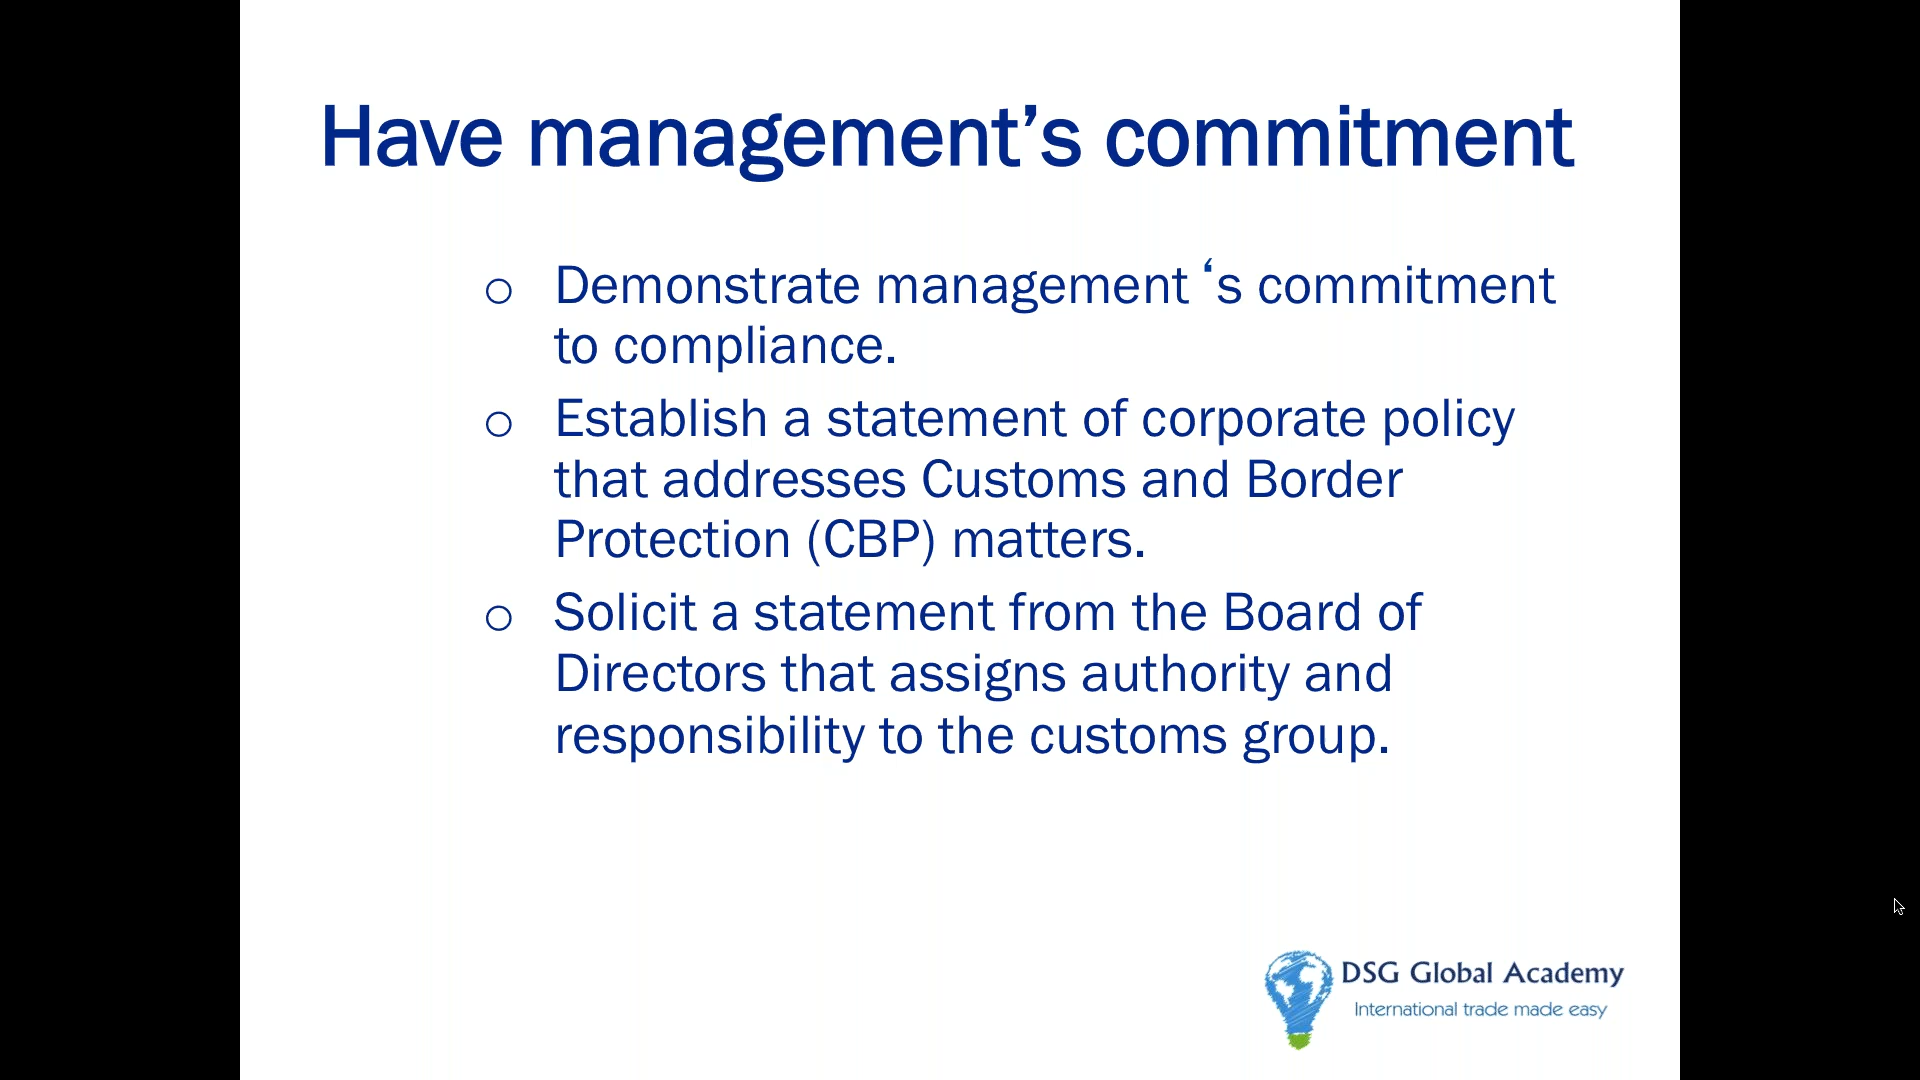 Have management’s commitment
o Demonstrate management ‘s commitment
to compliance.
o Establish a statement of corporate policy
that addresses Customs and Border
Protection (CBP) matters.
o Solicit a statement from the Board of
Directors that assigns authority and
responsibility to the customs group.
DSG Global Academy
International trade made easy